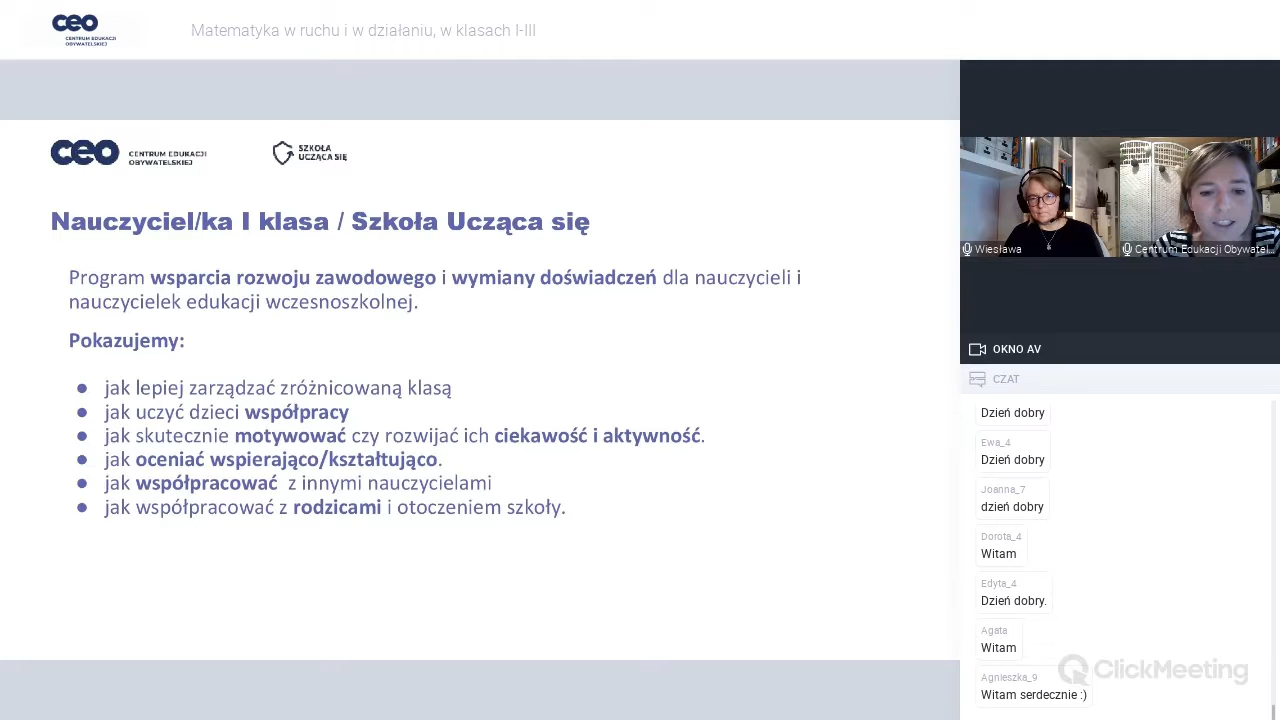 ceo
CENTRUM EDUKACJI
OBYWATELSKIEJ
Matematyka w ruchu i w działaniu, w klasach I-III
ceo
CENTRUM EDUKACJI
OBYWATELSKIEJ
SZKOŁA
UCZĄCA SIĘ
Nauczyciel/ka I klasa / Szkoła Ucząca się
Program wsparcia rozwoju zawodowego i wymiany doświadczeń dla nauczycieli i
nauczycielek edukacji wczesnoszkolnej.
Pokazujemy:
● jak lepiej zarządzać zróżnicowaną klasą
● jak uczyć dzieci współpracy
● jak skutecznie motywować czy rozwijać ich ciekawość i aktywność.
● jak oceniać wspierająco/kształtująco.
● jak współpracować z innymi nauczycielami
● jak współpracować z rodzicami i otoczeniem szkoły.
Wiesława
Centrum Edukacji Obywatel...
OKNO AV
CZAT
Dzień dobry
Ewa_4
Dzień dobry
Joanna_7
dzień dobry
Dorota_4
Witam
Edyta_4
Dzień dobry.
Agata
Witam
Agnieszka_9
Witam serdecznie :)
ClickMeeting